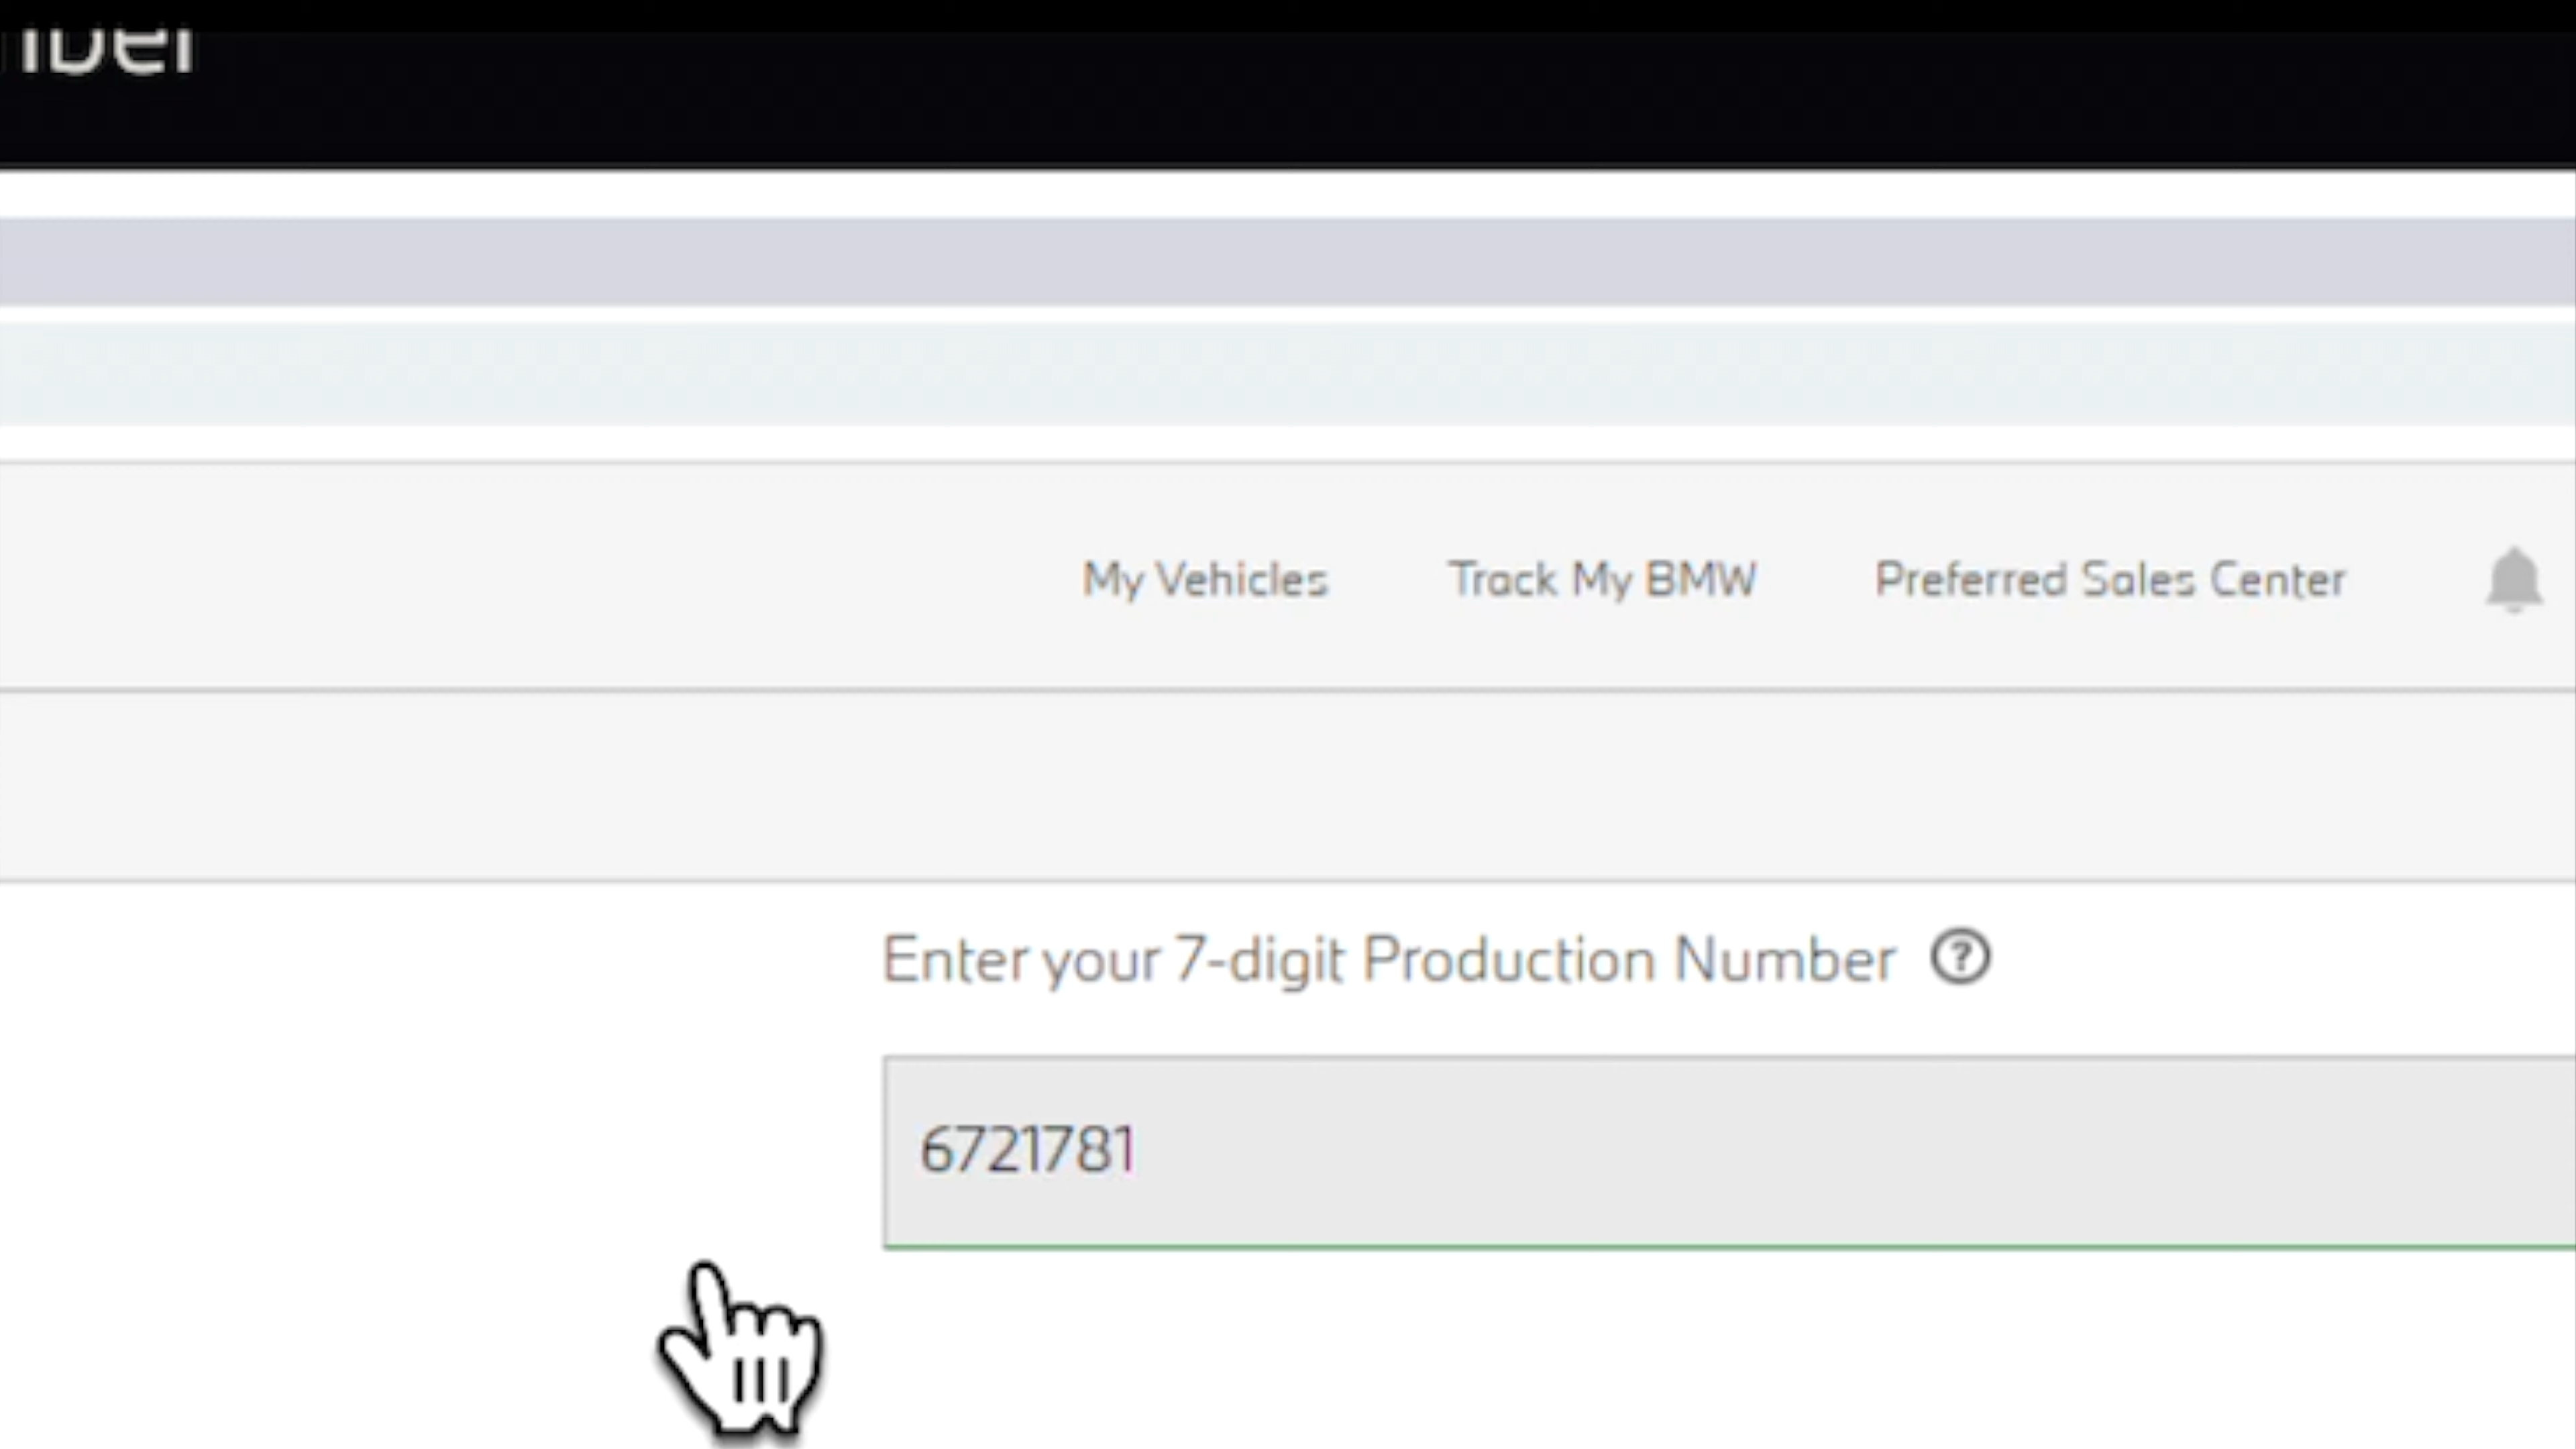 My Vehicles Track My BMW Preferred Sales Center
Enter your 7-digit Production Number ?
6721781